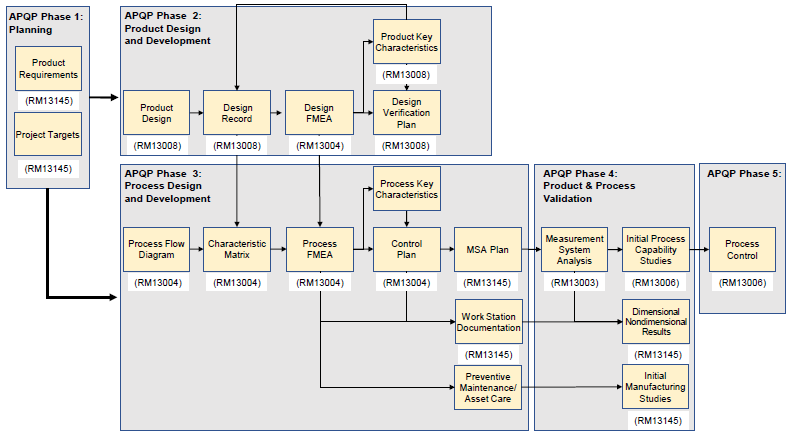 APQP Phase 1:
Planning
Product
Requirements
(RM13145)
Project Targets
(RM13145)
APQP Phase 2:
Product Design
and Development
Product Key
Characteristics
(RM13008)
Product
Design
(RM13008)
Design
Record
(RM13008)
Design
FMEA
(RM13004)
Design
Verification
Plan
(RM13008)
APQP Phase 3:
Process Design
and Development
Process Key
Characteristics
Process Flow
Diagram
(RM13004)
Characteristic
Matrix
(RM13004)
Process
FMEA
(RM13004)
Control
Plan
(RM13004)
MSA Plan
(RM13145)
Work Station
Documentation
(RM13145)
Preventive
Maintenance/
Asset Care
APQP Phase 4:
Product & Process
Validation
Measurement
System
Analysis
(RM13003)
Initial Process
Capability
Studies
(RM13006)
Dimensional
Nondimensional
Results
(RM13145)
Initial
Manufacturing
Studies
(RM13145)
APQP Phase 5:
Process
Control
(RM13006)